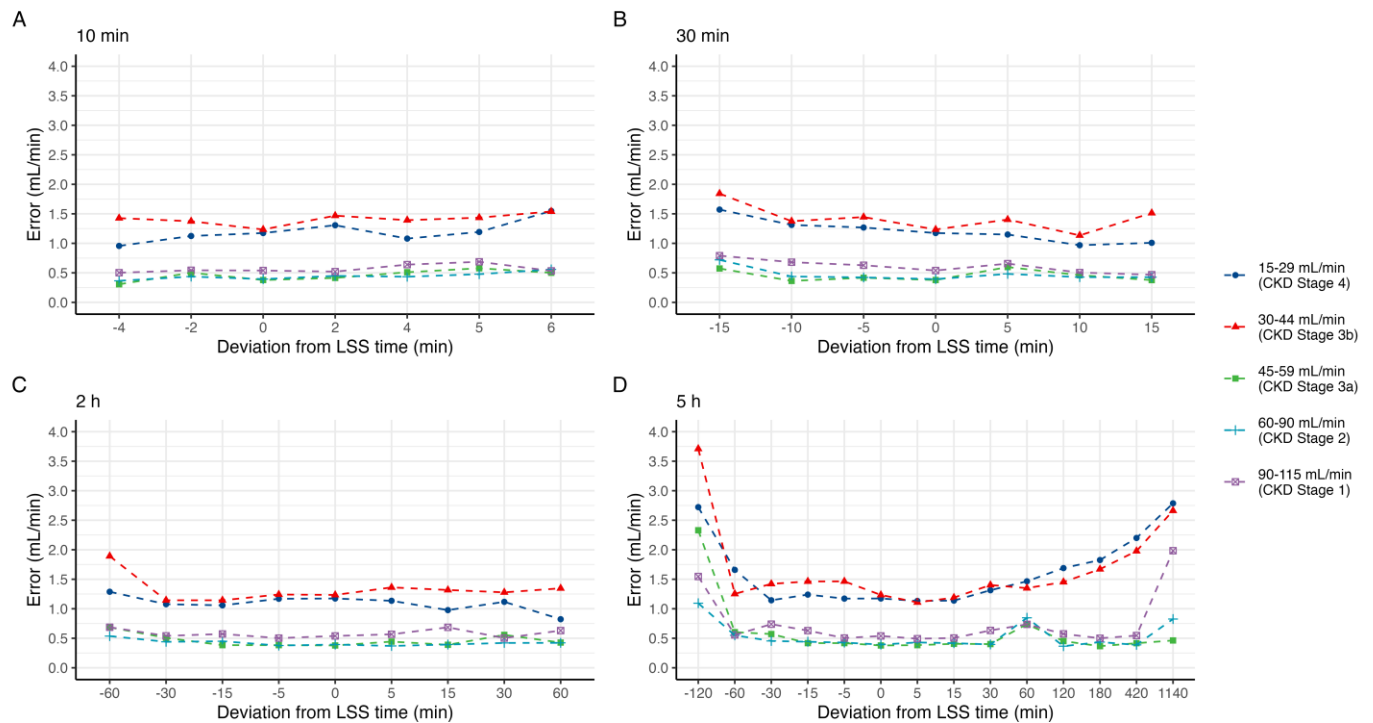 A
10 min
4.0
3.5
3.0
2.5
2.0
1.5
1.0
0.5
0.0
Error (mL/min)
-4 -2 0 2 4 5 6
Deviation from LSS time (min)
B
30 min
4.0
3.5
3.0
2.5
2.0
1.5
1.0
0.5
0.0
Error (mL/min)
-15 -10 -5 0 5 10 15
Deviation from LSS time (min)
C
2 h
4.0
3.5
3.0
2.5
2.0
1.5
1.0
0.5
0.0
Error (mL/min)
-60 -30 -15 -5 0 5 15 30 60
Deviation from LSS time (min)
D
5 h
4.0
3.5
3.0
2.5
2.0
1.5
1.0
0.5
0.0
Error (mL/min)
-120 -60 -30 -15 -5 0 5 15 30 60 120 180 420 1140
Deviation from LSS time (min)
15-29 mL/min
(CKD Stage 4)
30-44 mL/min
(CKD Stage 3b)
45-59 mL/min
(CKD Stage 3a)
60-90 mL/min
(CKD Stage 2)
90-115 mL/min
(CKD Stage 1)